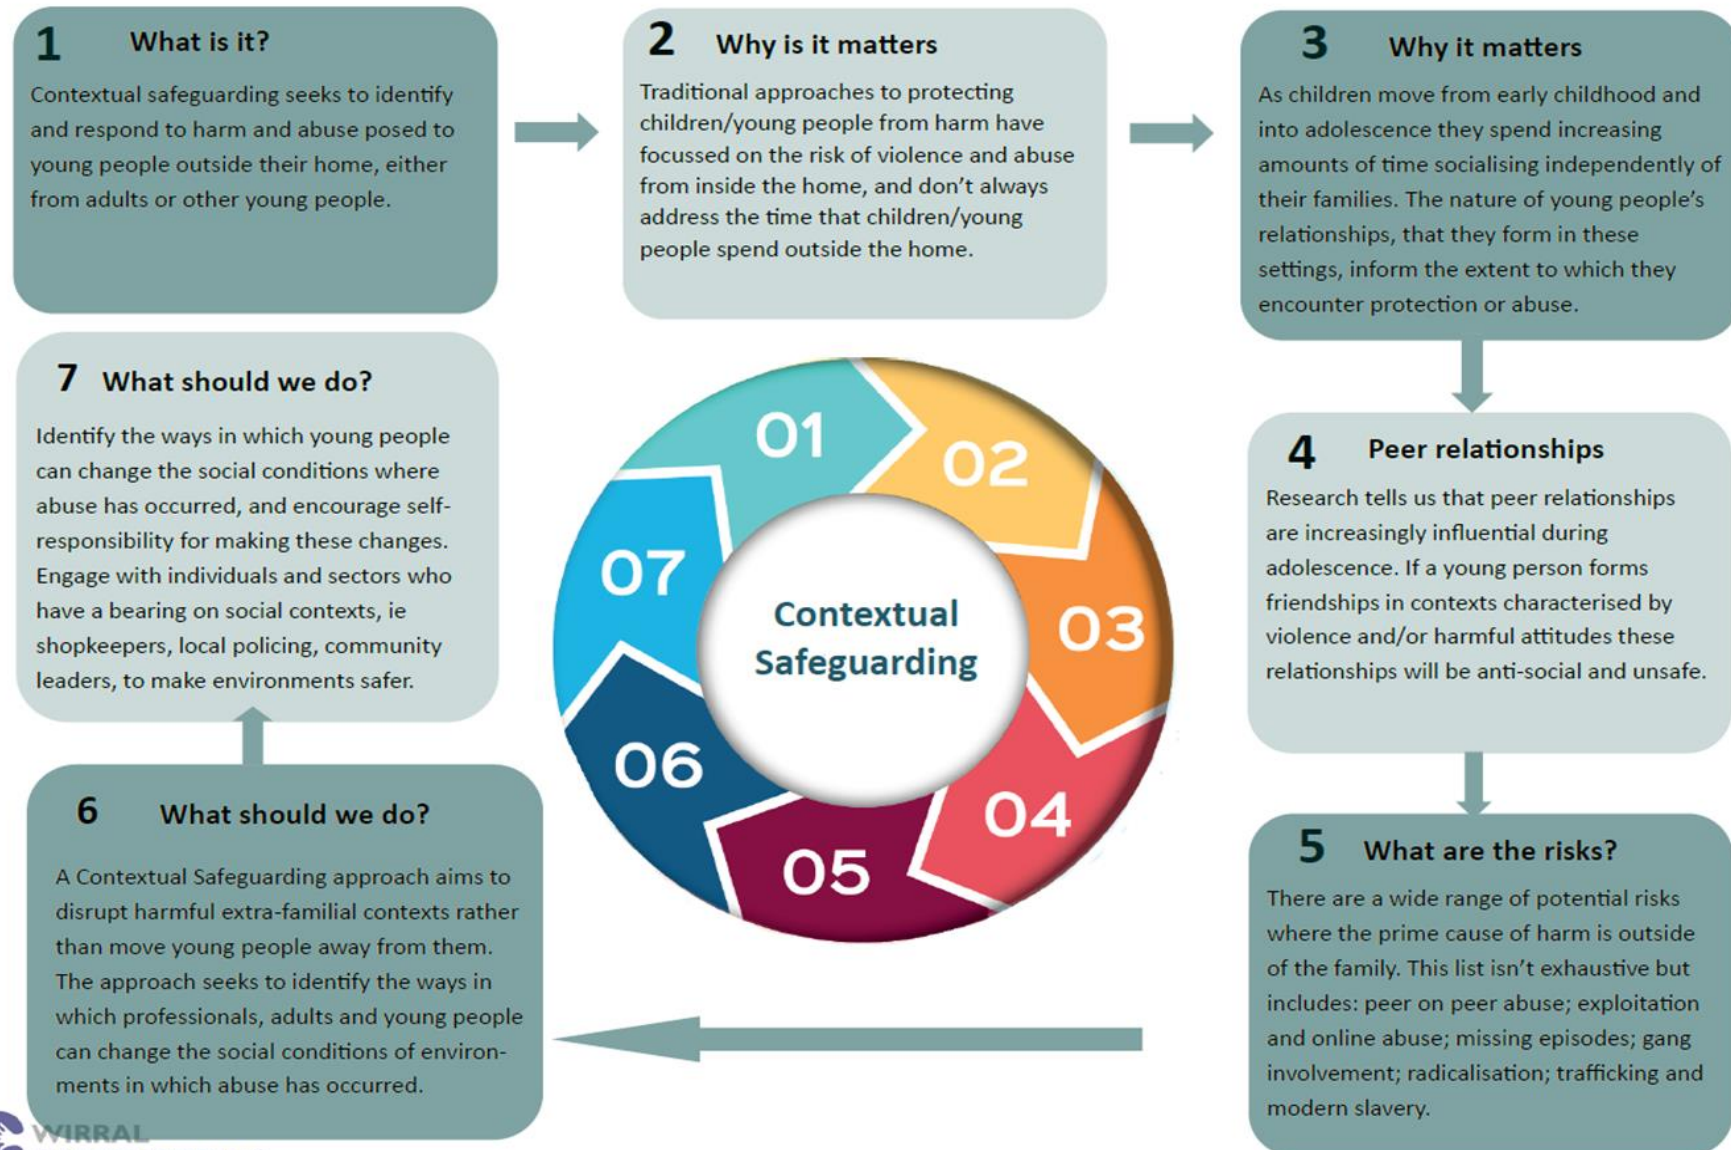 1 What is it?
Contextual safeguarding seeks to identify
and respond to harm and abuse posed to
young people outside their home, either
from adults or other young people.
2 Why is it matters
Traditional approaches to protecting
children/young people from harm have
focussed on the risk of violence and abuse
from inside the home, and don't always
address the time that children/young
people spend outside the home.
3 Why it matters
As children move from early childhood and
into adolescence they spend increasing
amounts of time socialising independently of
their families. The nature of young people's
relationships, that they form in these
settings, inform the extent to which they
encounter protection or abuse.
4 Peer relationships
Research tells us that peer relationships
are increasingly influential during
adolescence. If a young person forms
friendships in contexts characterised by
violence and/or harmful attitudes these
relationships will be anti-social and unsafe.
5 What are the risks?
There are a wide range of potential risks
where the prime cause of harm is outside
of the family. This list isn't exhaustive but
includes: peer on peer abuse; exploitation
and online abuse; missing episodes; gang
involvement; radicalisation; trafficking and
modern slavery.
6 What should we do?
A Contextual Safeguarding approach aims to
disrupt harmful extra-familial contexts rather
than move young people away from them.
The approach seeks to identify the ways in
which professionals, adults and young people
can change the social conditions of environ-
ments in which abuse has occurred.
7 What should we do?
Identify the ways in which young people
can change the social conditions where
abuse has occurred, and encourage self-
responsibility for making these changes.
Engage with individuals and sectors who
have a bearing on social contexts, ie
shopkeepers, local policing, community
leaders, to make environments safer.
01
02
03
04
05
06
07
Contextual
Safeguarding
WIRRAL